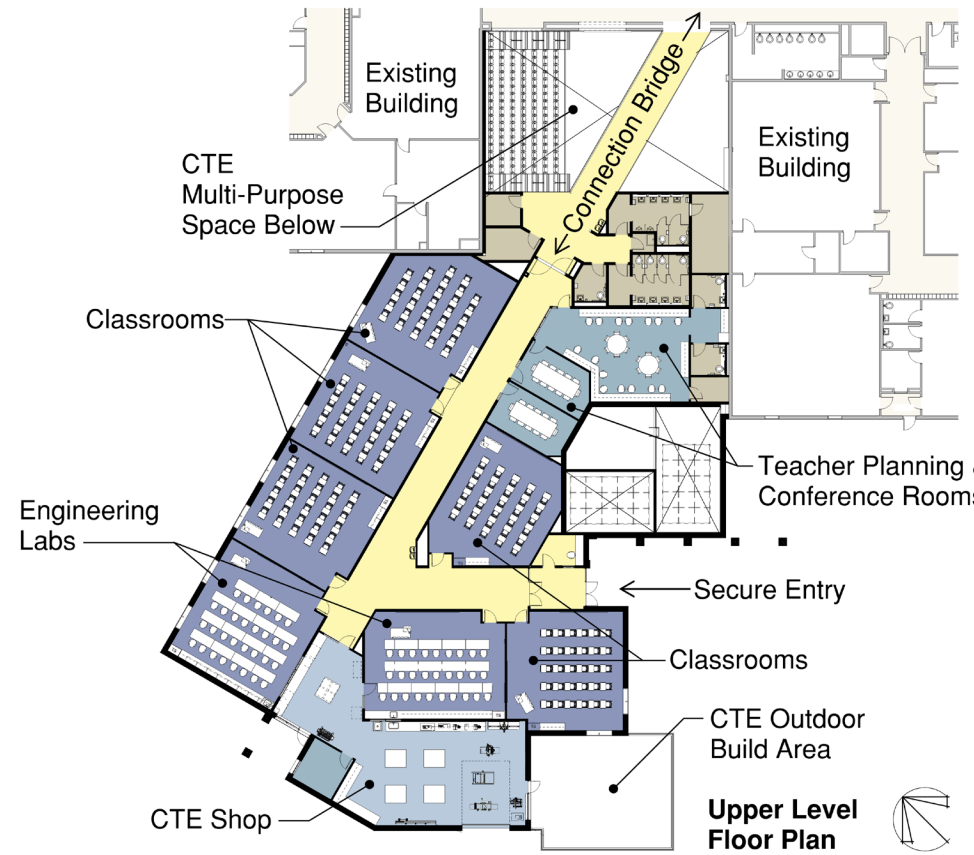 Existing
Building
Connection Bridge
Existing
Building
CTE
Multi-Purpose
Space Below
Classrooms
Teacher Planning &
Conference Rooms
Engineering
Labs
Secure Entry
Classrooms
CTE Outdoor
Build Area
CTE Shop
Upper Level
Floor Plan